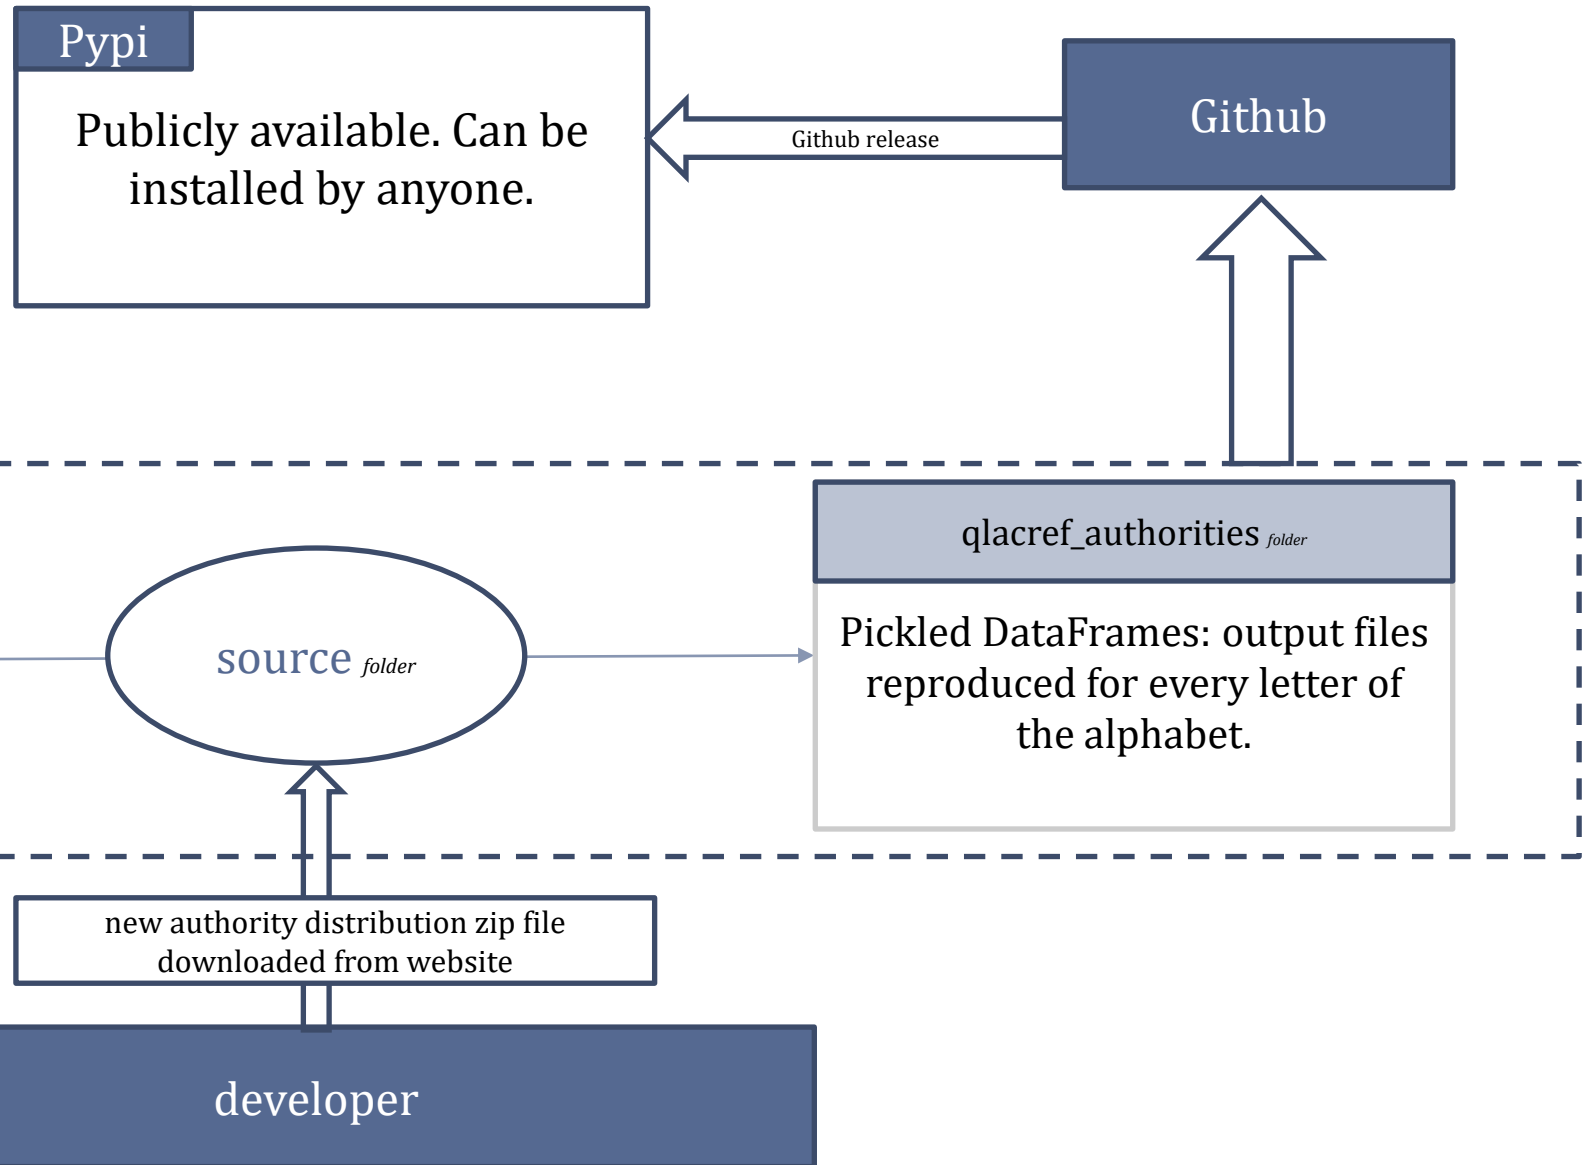 Pypi
Publicly available. Can be
installed by anyone.
Github release
Github
qlacref_authorities folder
source folder
Pickled DataFrames: output files
reproduced for every letter of
the alphabet.
new authority distribution zip file
downloaded from website
developer